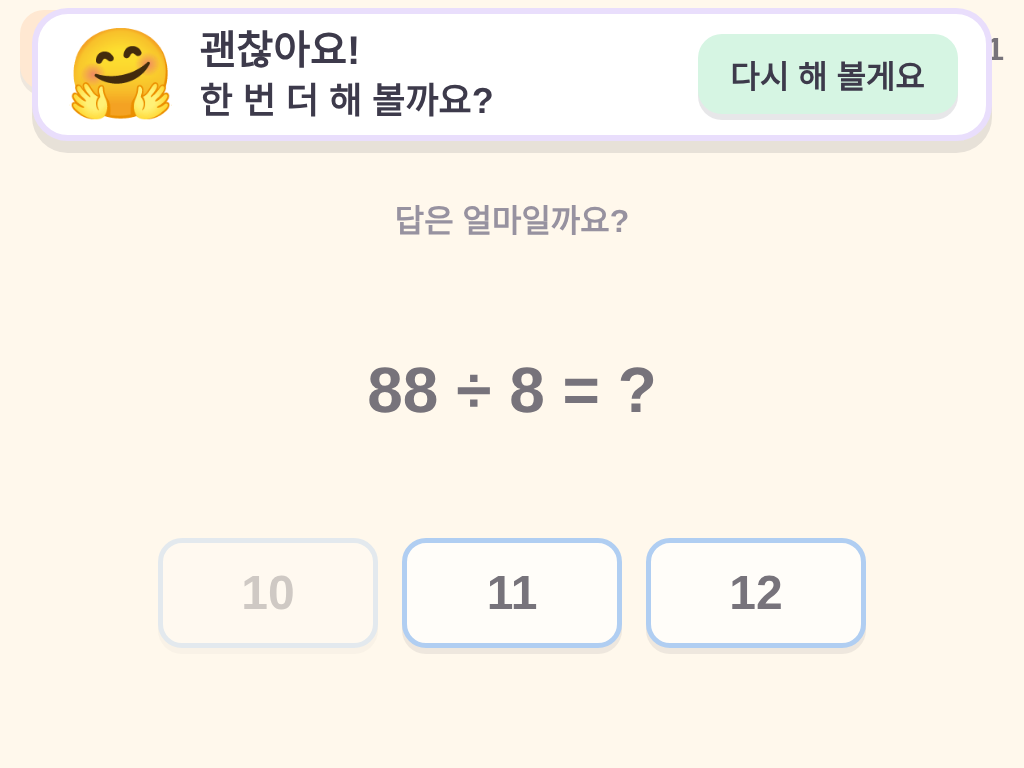 괜찮아요!
한 번 더 해 볼까요?
다시 해 볼게요
1
답은 얼마일까요?
88 ÷ 8 = ?
10
11
12